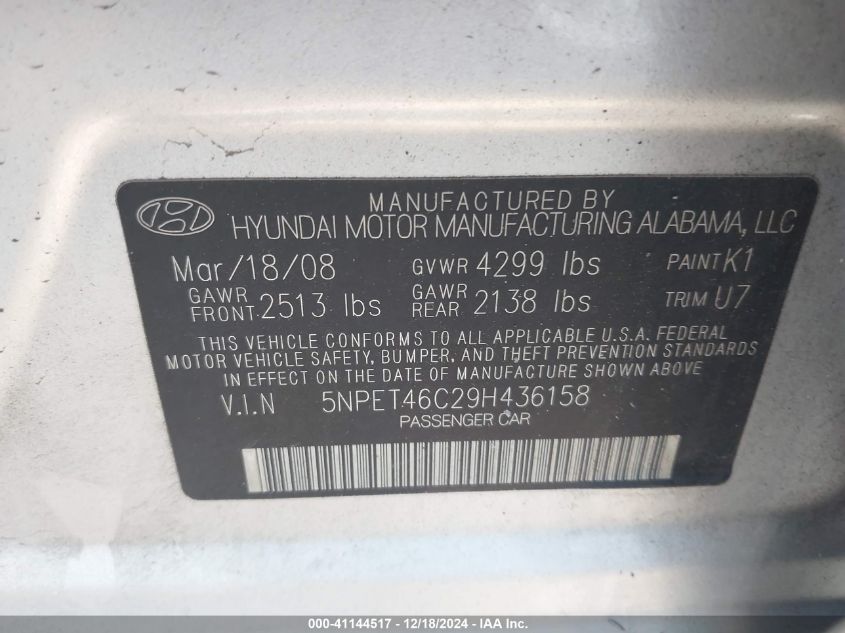 MANUFACTURED BY
HYUNDAI MOTOR MANUFACTURING ALABAMA, LLC
Mar/18/08 GVWR 4299 lbs PAINT K1
GAWR FRONT 2513 lbs GAWR REAR 2138 lbs TRIM U7
THIS VEHICLE CONFORMS TO ALL APPLICABLE U.S.A. FEDERAL
MOTOR VEHICLE SAFETY, BUMPER, AND THEFT PREVENTION STANDARDS
IN EFFECT ON THE DATE OF MANUFACTURE SHOWN ABOVE
V.I.N 5NPET46C29H436158
PASSENGER CAR
000-41144517 - 12/18/2024 - IAA Inc.